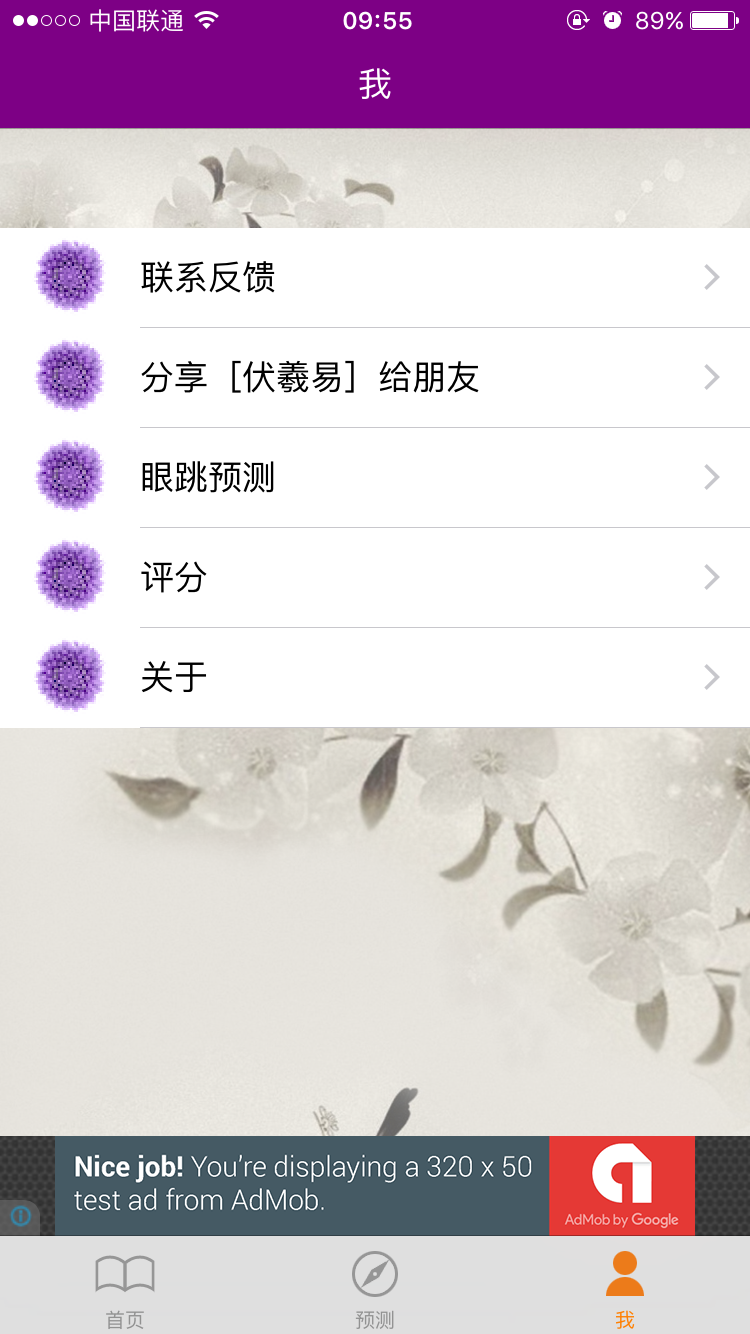 中国联通 09:55 89%
我
联系反馈
分享［伏羲易］给朋友
眼跳预测
评分
关于
Nice job! You're displaying a 320 x 50
test ad from AdMob.
AdMob by Google
首页 预测 我